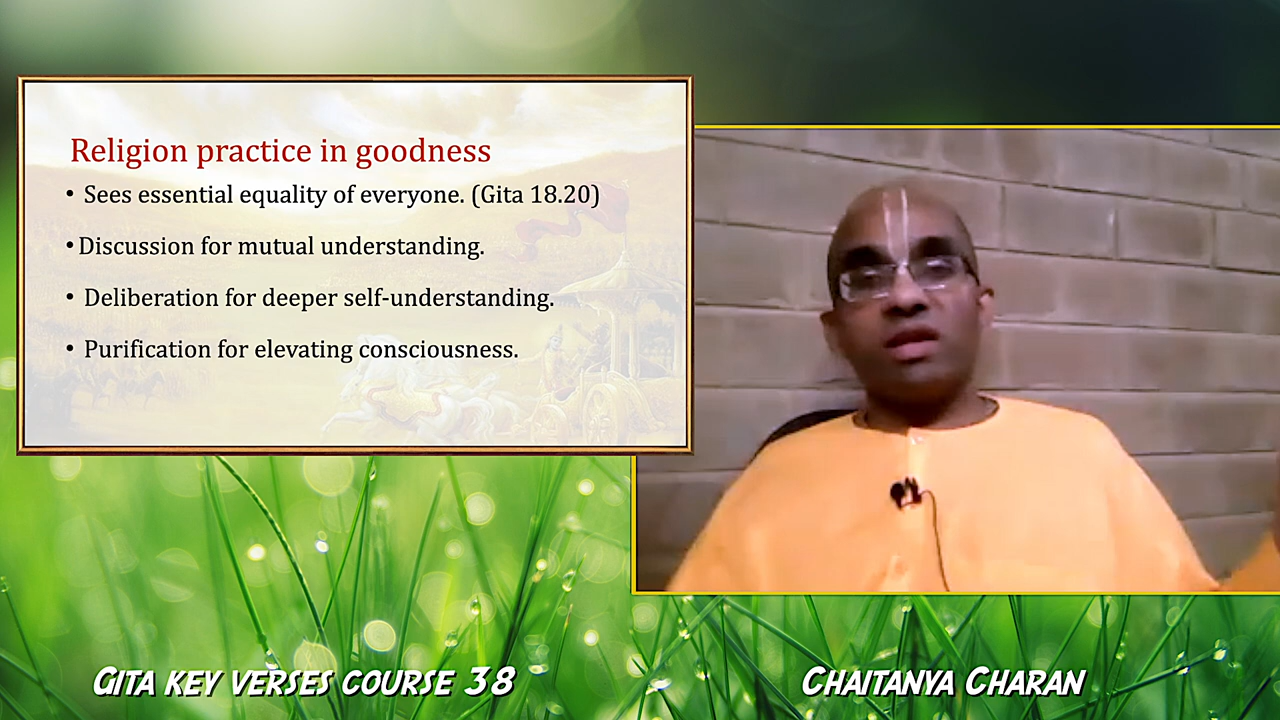 Religion practice in goodness
• Sees essential equality of everyone. (Gita 18.20)
• Discussion for mutual understanding.
• Deliberation for deeper self-understanding.
• Purification for elevating consciousness.
GITA KEY VERSES COURSE 38
CHAITANYA CHARAN